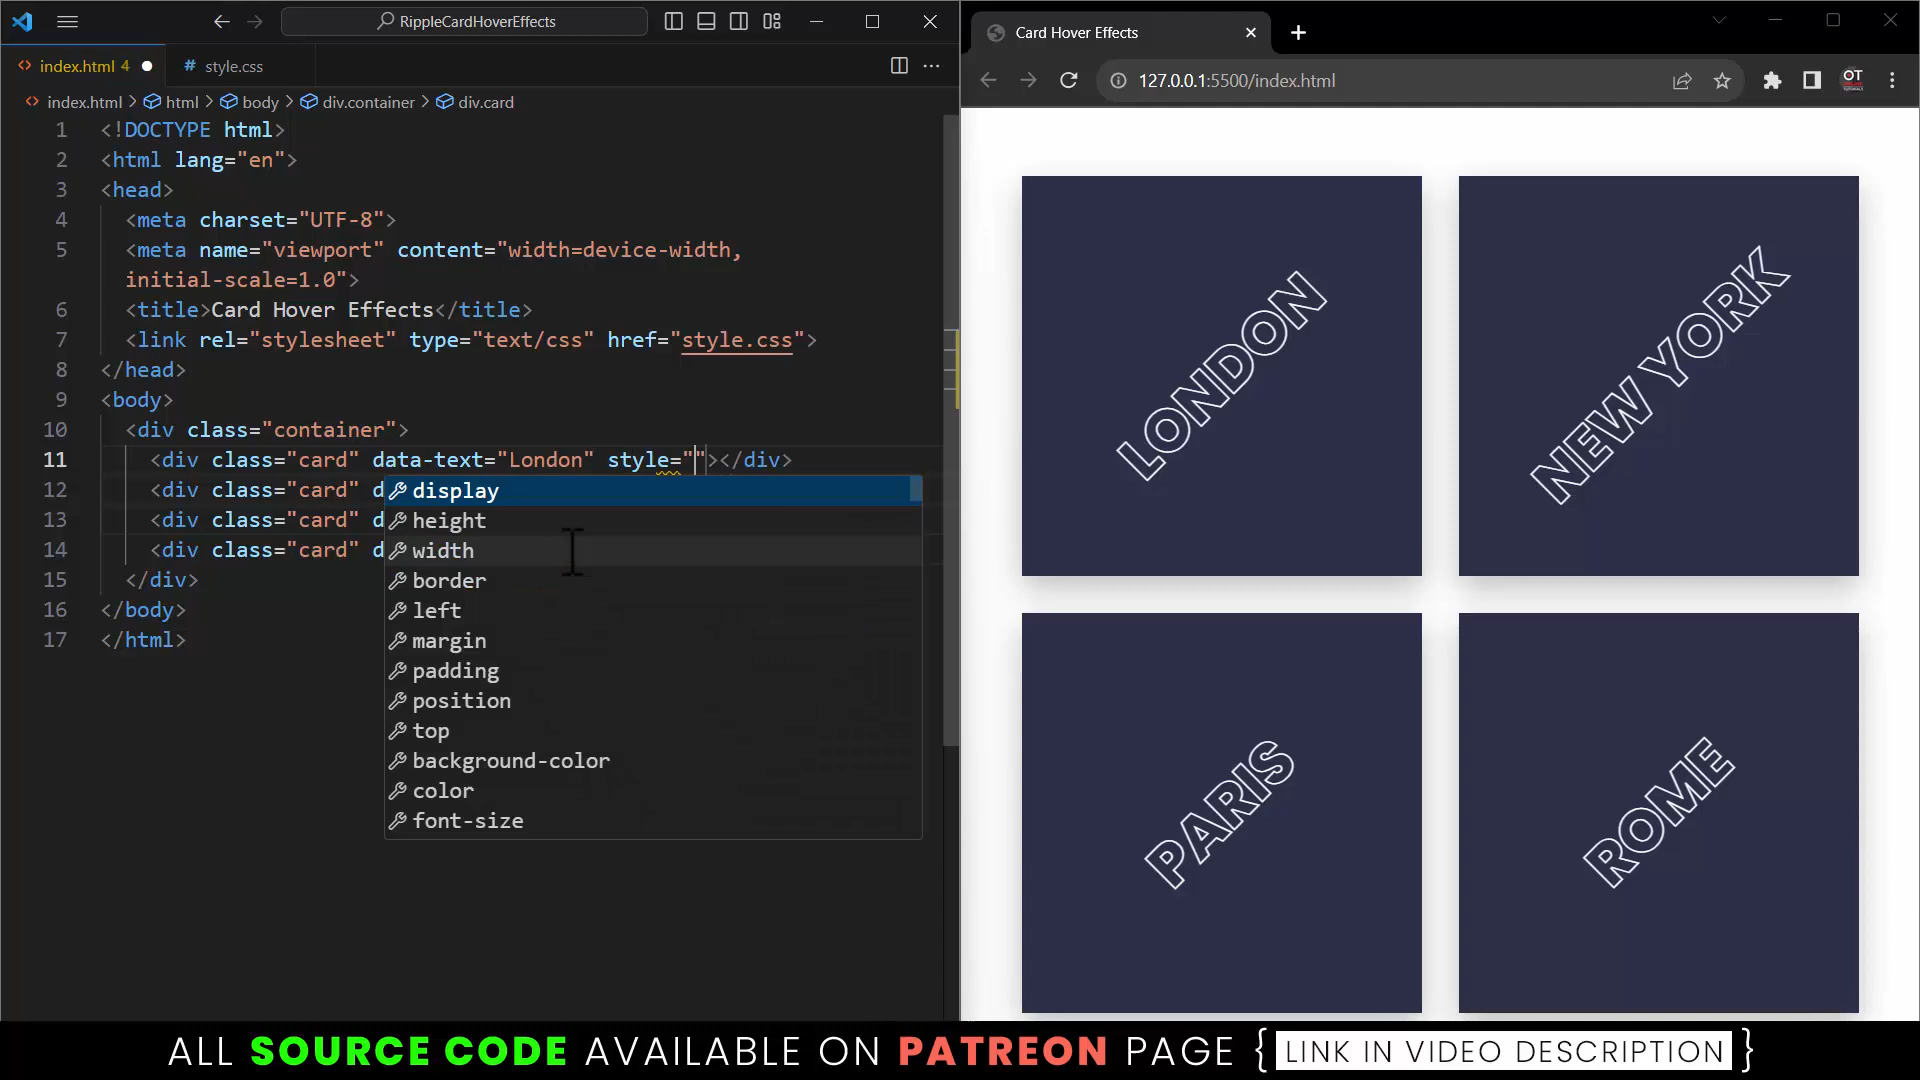 RippleCardHoverEffects
index.html 4
style.css
index.html > html > body > div.container > div.card
1 <!DOCTYPE html>
2 <html lang="en">
3 <head>
4 <meta charset="UTF-8">
5 <meta name="viewport" content="width=device-width,
initial-scale=1.0">
6 <title>Card Hover Effects</title>
7 <link rel="stylesheet" type="text/css" href="style.css">
8 </head>
9 <body>
10 <div class="container">
11 <div class="card" data-text="London" style=""></div>
12 <div class="card" d
13 <div class="card" d
14 <div class="card" d
15 </div>
16 </body>
17 </html>
display
height
width
border
left
margin
padding
position
top
background-color
color
font-size
Card Hover Effects
127.0.0.1:5500/index.html
OT
LONDON
NEW YORK
PARIS
ROME
ALL SOURCE CODE AVAILABLE ON PATREON PAGE { LINK IN VIDEO DESCRIPTION }